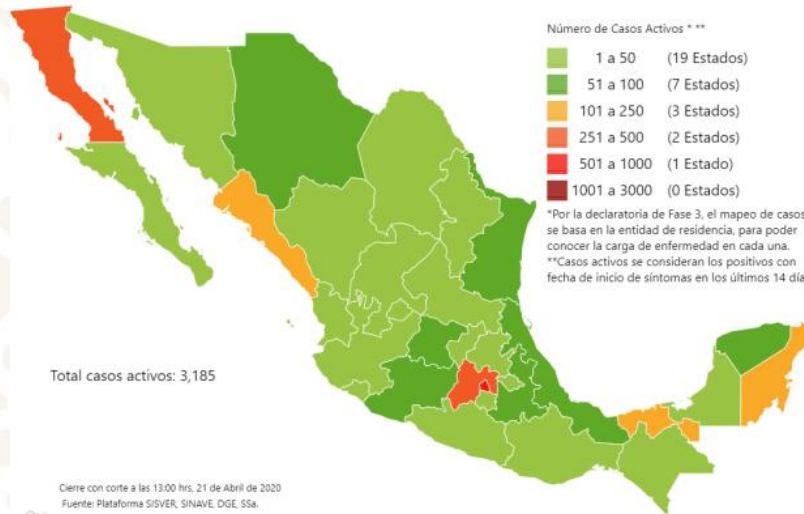 Número de Casos Activos * **
1 a 50 (19 Estados)
51 a 100 (7 Estados)
101 a 250 (3 Estados)
251 a 500 (2 Estados)
501 a 1000 (1 Estado)
1001 a 3000 (0 Estados)
*Por la declaratoria de Fase 3, el mapeo de casos
se basa en la entidad de residencia, para poder
conocer la carga de enfermedad en cada una.
**Casos activos se consideran los positivos con
fecha de inicio de síntomas en los últimos 14 día
Total casos activos: 3,185
Cierre con corte a las 13:00 hrs, 21 de Abril de 2020
Fuente: Plataforma SISVER, SINAVE, DGE, SSa.